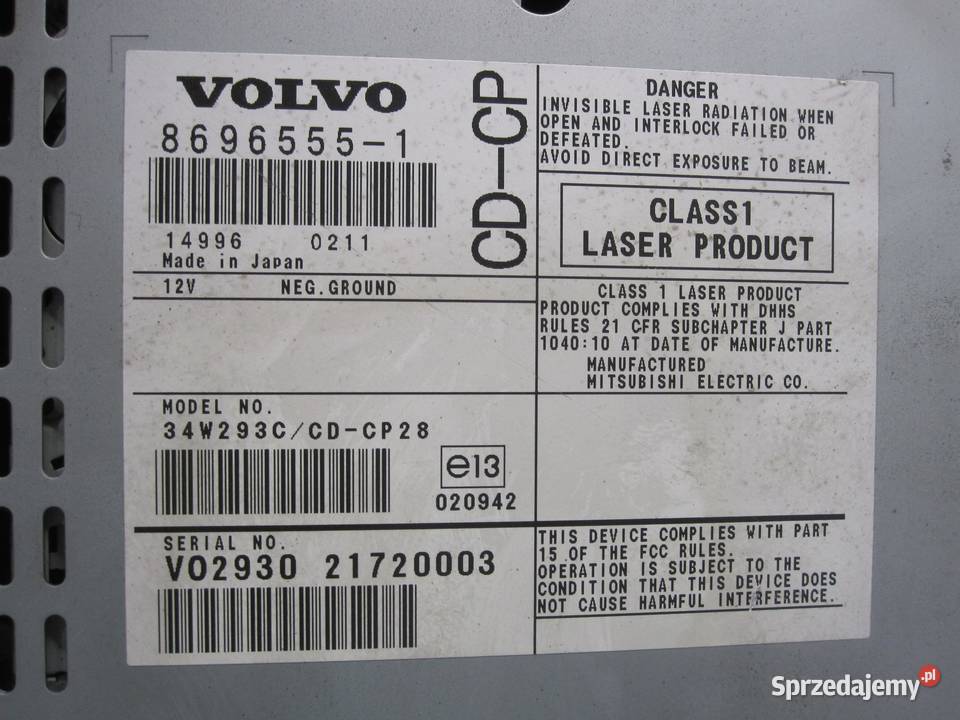 VOLVO
8696555-1
CD-CP
14996 0211
Made in Japan
12V NEG.GROUND
MODEL NO.
34W293C/CD-CP28
e13
020942
SERIAL NO.
VO2930 21720003
DANGER
INVISIBLE LASER RADIATION WHEN
OPEN AND INTERLOCK FAILED OR
DEFEATED.
AVOID DIRECT EXPOSURE TO BEAM.
CLASS1
LASER PRODUCT
CLASS 1 LASER PRODUCT
PRODUCT COMPLIES WITH DHHS
RULES 21 CFR SUBCHAPTER J PART
1040:10 AT DATE OF MANUFACTURE.
MANUFACTURED
MITSUBISHI ELECTRIC CO.
THIS DEVICE COMPLIES WITH PART
15 OF THE FCC RULES.
OPERATION IS SUBJECT TO THE
CONDITION THAT THIS DEVICE DOES
NOT CAUSE HARMFUL INTERFERENCE.
Sprzedajemy.pl